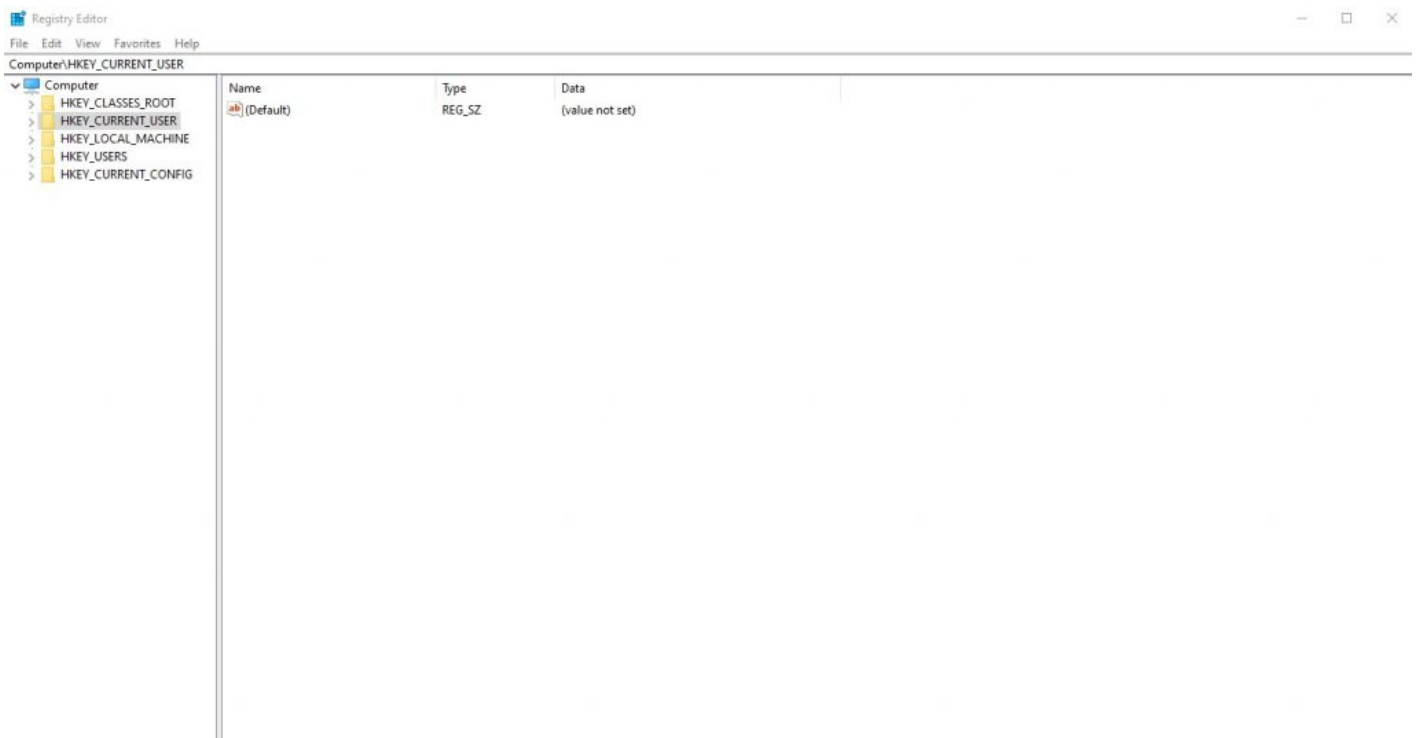 Registry Editor
File Edit View Favorites Help
Computer\HKEY_CURRENT_USER
Computer
HKEY_CLASSES_ROOT
HKEY_CURRENT_USER
HKEY_LOCAL_MACHINE
HKEY_USERS
HKEY_CURRENT_CONFIG
Name Type Data
ab (Default) REG_SZ (value not set)